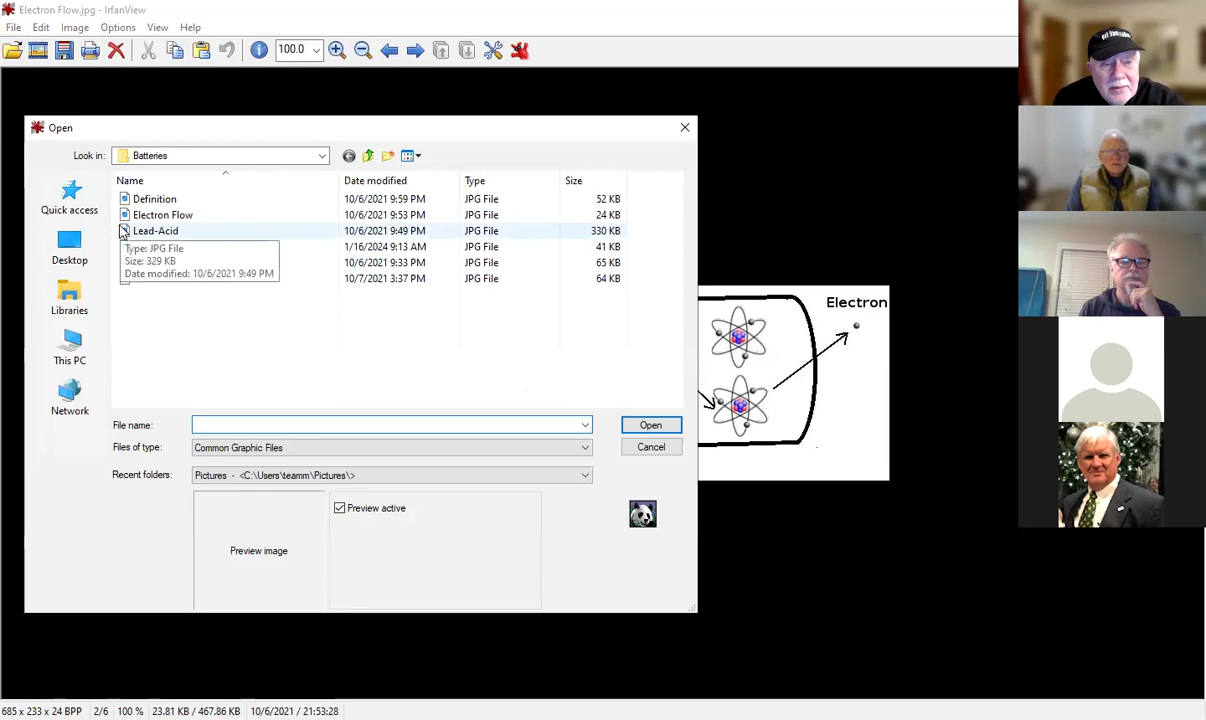 Electron Flow.jpg - IrfanView
File Edit Image Options View Help
100.0
Open
Look in: Batteries
Name Date modified Type Size
Definition 10/6/2021 9:59 PM JPG File 52 KB
Electron Flow 10/6/2021 9:53 PM JPG File 24 KB
Lead-Acid 10/6/2021 9:49 PM JPG File 330 KB
1/16/2024 9:13 AM JPG File 41 KB
10/6/2021 9:33 PM JPG File 65 KB
10/7/2021 3:37 PM JPG File 64 KB
Type: JPG File
Size: 329 KB
Date modified: 10/6/2021 9:49 PM
Quick access
Desktop
Libraries
This PC
Network
Electron
File name: Open
Files of type: Common Graphic Files Cancel
Recent folders: Pictures - <C:\Users\teamm\Pictures\>
Preview active
Preview image
685 x 233 x 24 BPP 2/6 100 % 23.81 KB / 467.86 KB 10/6/2021 / 21:53:28